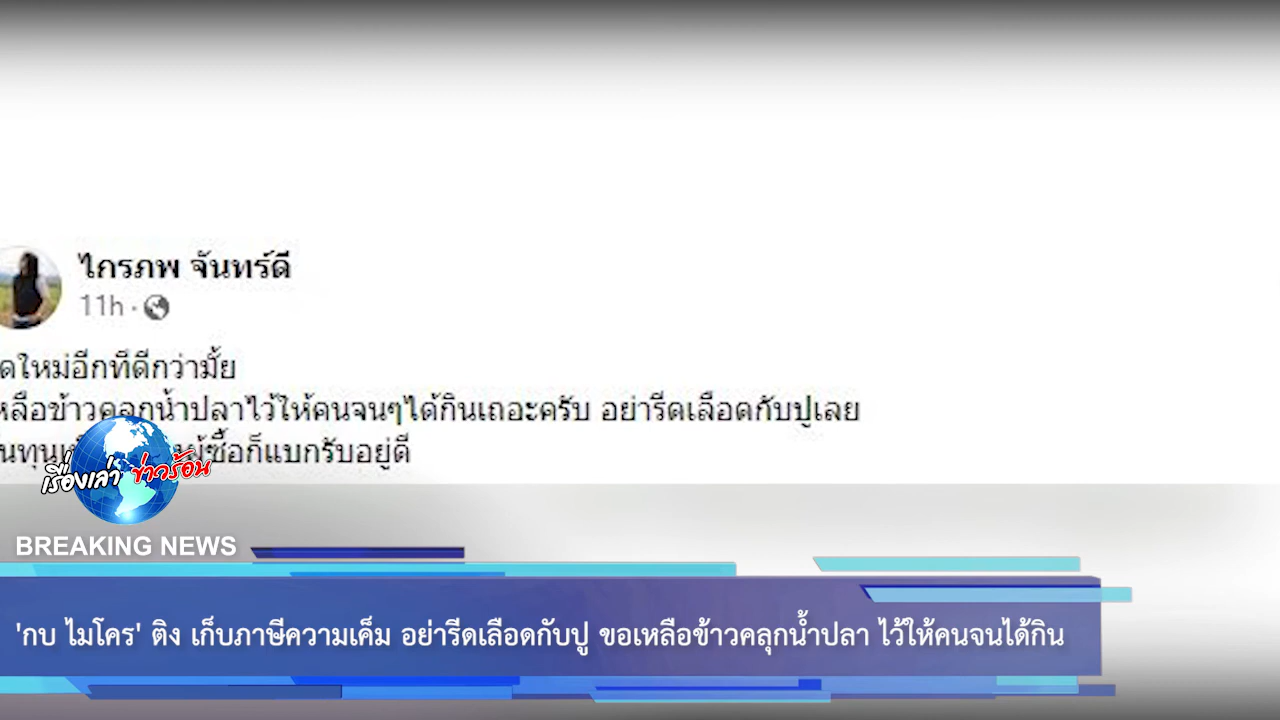 ไกรภพ จันทร์ดี
11h
ดใหม่อีกทีดีกว่ามั้ย
หลือข้าวคลุกน้ำปลาไว้ให้คนจนๆได้กินเถอะครับ อย่ารีดเลือดกับปูเลย
ผู้ซื้อก็แบกรับอยู่ดี
เรื่องเล่า ข่าวร้อน
BREAKING NEWS
'กบ ไมโคร' ติง เก็บภาษีความเค็ม อย่ารีดเลือดกับปู ขอเหลือข้าวคลุกน้ำปลา ไว้ให้คนจนได้กิน